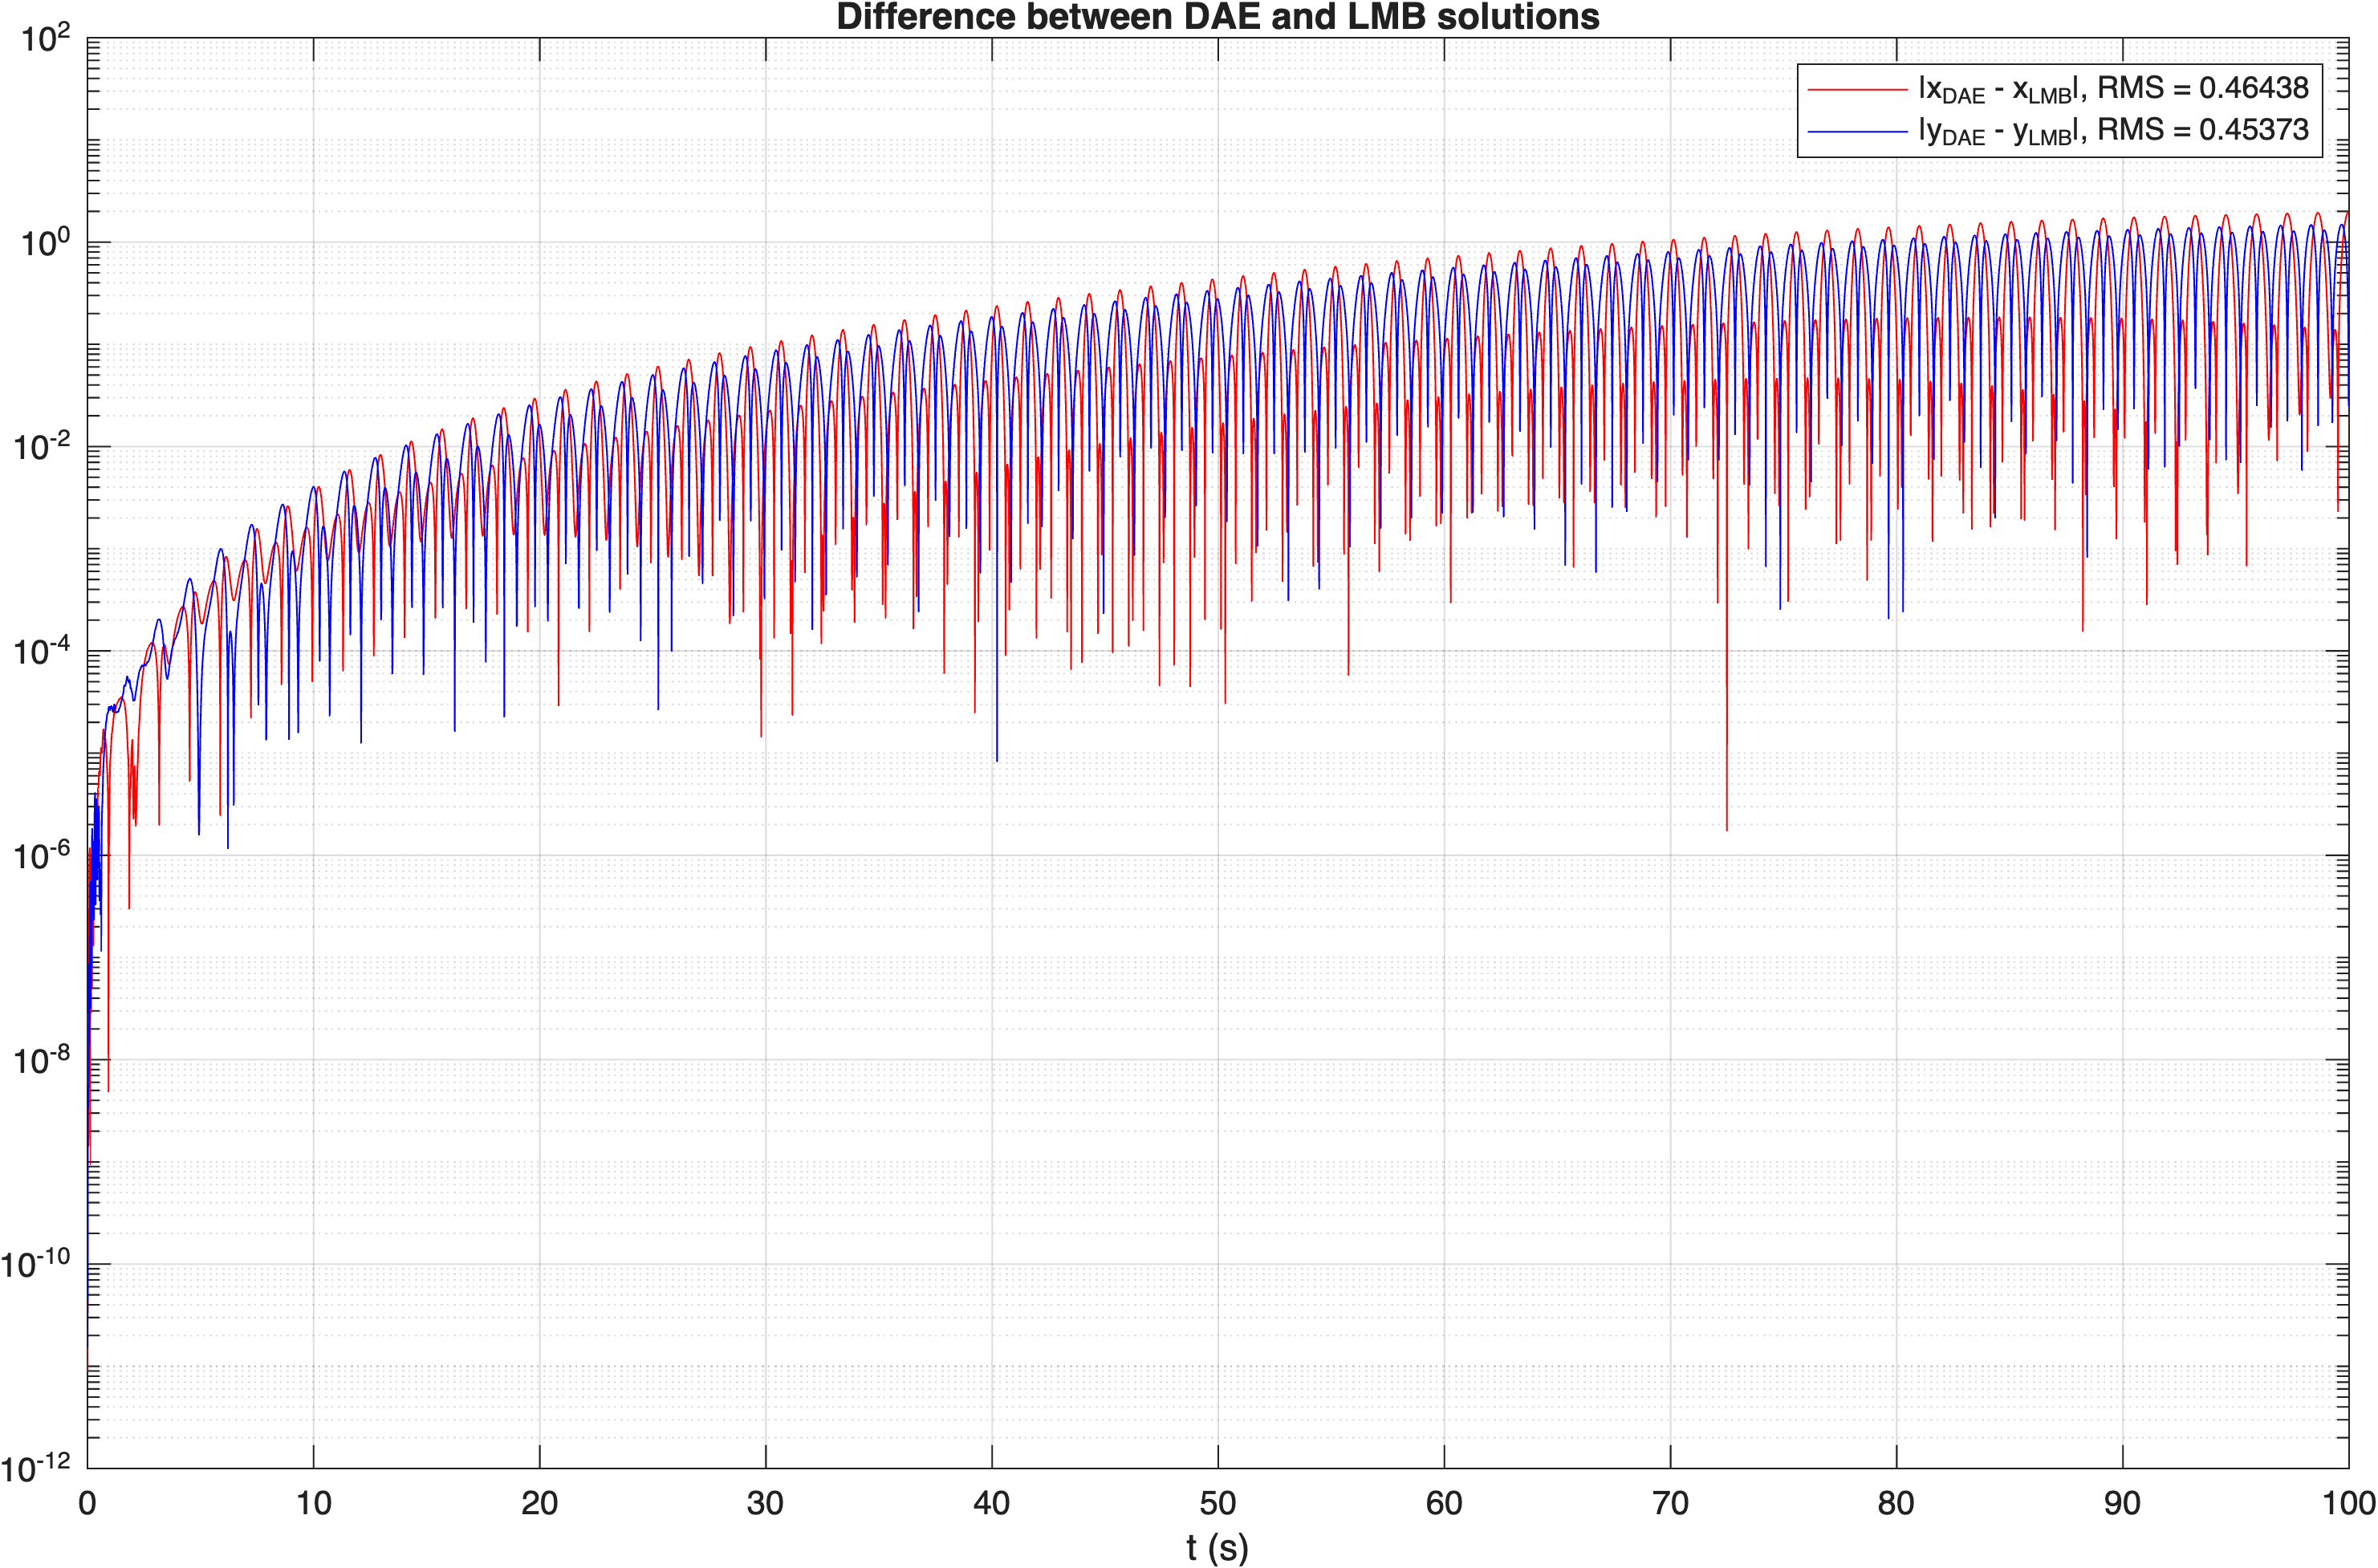 Difference between DAE and LMB solutions
|x_DAE - x_LMB|, RMS = 0.46438
|y_DAE - y_LMB|, RMS = 0.45373
10^2
10^0
10^-2
10^-4
10^-6
10^-8
10^-10
10^-12
0 10 20 30 40 50 60 70 80 90 100
t (s)